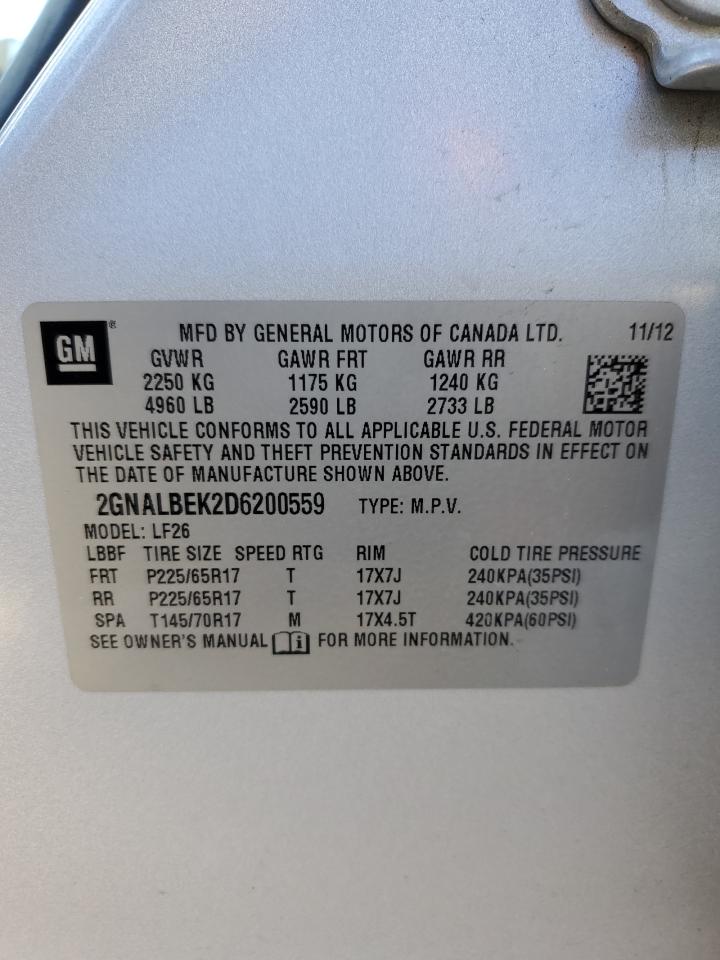 GM® MFD BY GENERAL MOTORS OF CANADA LTD. 11/12
GVWR GAWR FRT GAWR RR
2250 KG 1175 KG 1240 KG
4960 LB 2590 LB 2733 LB
THIS VEHICLE CONFORMS TO ALL APPLICABLE U.S. FEDERAL MOTOR
VEHICLE SAFETY AND THEFT PREVENTION STANDARDS IN EFFECT ON
THE DATE OF MANUFACTURE SHOWN ABOVE.
2GNALBEK2D6200559 TYPE: M.P.V.
MODEL: LF26
LBBF TIRE SIZE SPEED RTG RIM COLD TIRE PRESSURE
FRT P225/65R17 T 17X7J 240KPA(35PSI)
RR P225/65R17 T 17X7J 240KPA(35PSI)
SPA T145/70R17 M 17X4.5T 420KPA(60PSI)
SEE OWNER'S MANUAL i FOR MORE INFORMATION.